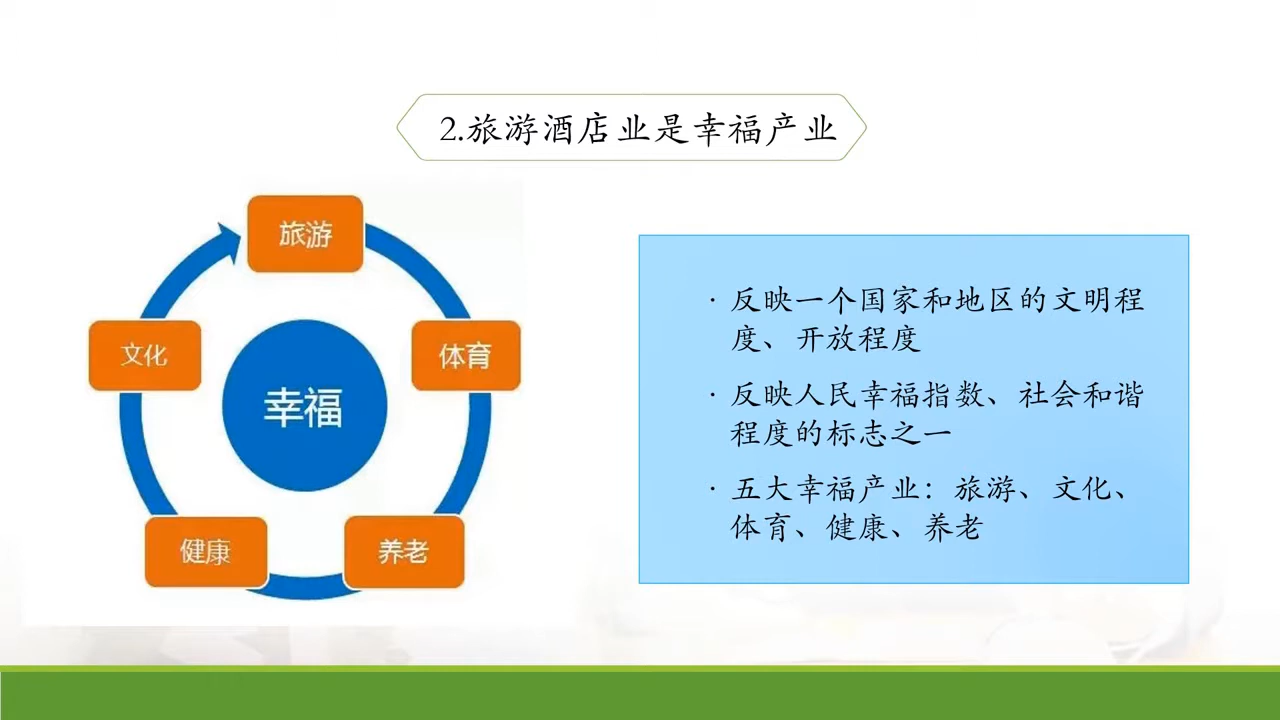 2.旅游酒店业是幸福产业
旅游
文化
体育
幸福
健康
养老
· 反映一个国家和地区的文明程
度、开放程度
· 反映人民幸福指数、社会和谐
程度的标志之一
· 五大幸福产业：旅游、文化、
体育、健康、养老